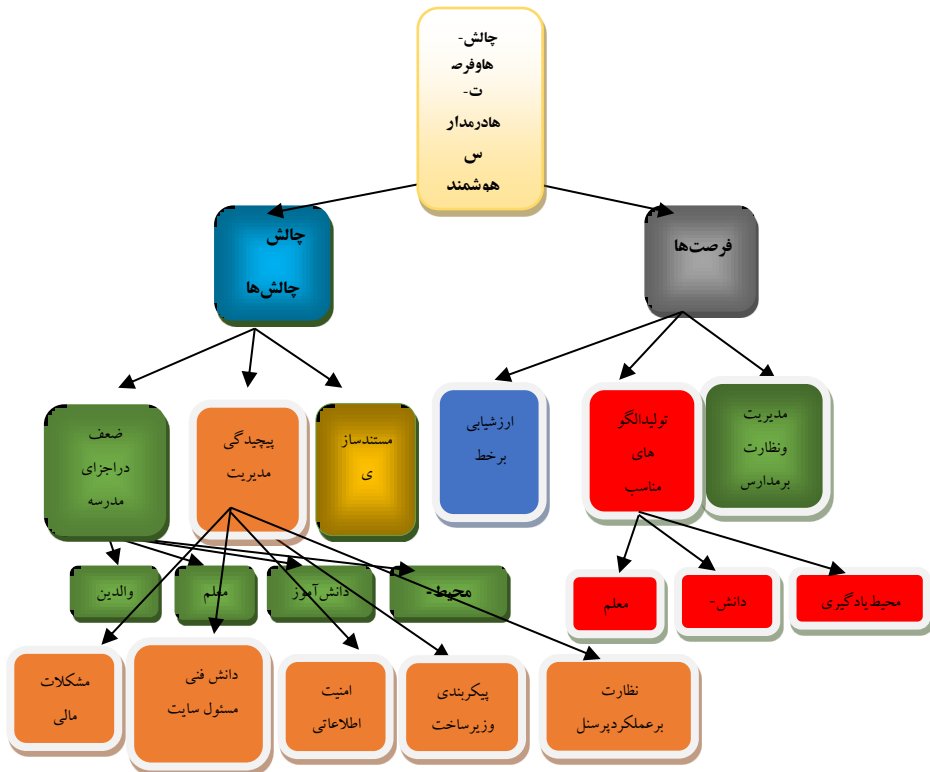 چالش-
هاوفرص
ت-
هادرمدار
س
هوشمند
چالش
چالش‌ها
فرصت‌ها
ضعف
دراجزای
مدرسه
پیچیدگی
مدیریت
مستندساز
ی
ارزشیابی
برخط
تولیدالگو
های
مناسب
مدیریت
ونظارت
برمدارس
والدین
معلم
دانش‌آموز
محیط-
معلم
دانش-
محیط‌یادگیری
مشکلات
مالی
دانش فنی
مسئول سایت
امنیت
اطلاعاتی
پیکربندی
وزیرساخت
نظارت
برعملکردپرسنل